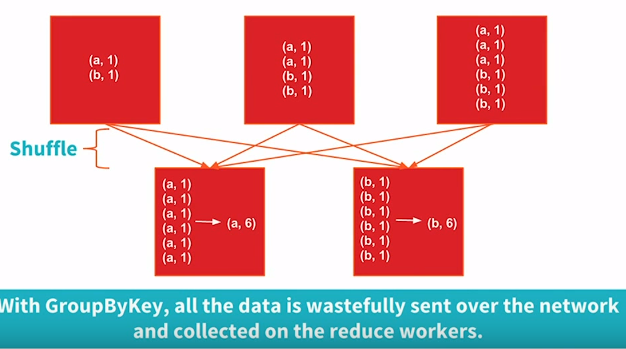 (a, 1)
(b, 1)
(a, 1)
(a, 1)
(b, 1)
(b, 1)
(a, 1)
(a, 1)
(a, 1)
(b, 1)
(b, 1)
(b, 1)
Shuffle
(a, 1)
(a, 1)
(a, 1)
(a, 1)
(a, 1)
(a, 1)
(a, 6)
(b, 1)
(b, 1)
(b, 1)
(b, 1)
(b, 1)
(b, 1)
(b, 6)
With GroupByKey, all the data is wastefully sent over the network
and collected on the reduce workers.